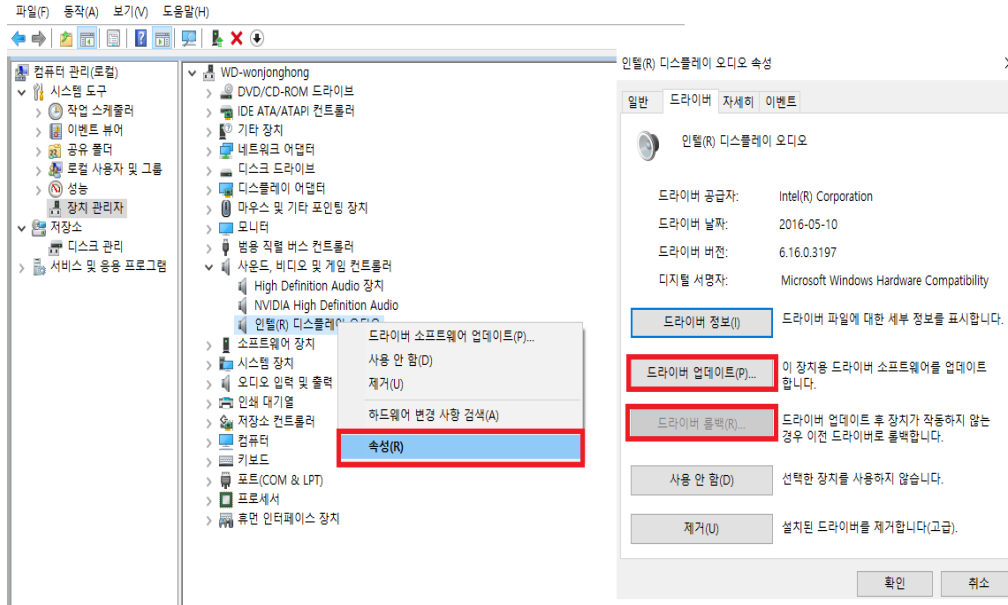 파일(F) 동작(A) 보기(V) 도움말(H)
컴퓨터 관리(로컬)
시스템 도구
작업 스케줄러
이벤트 뷰어
공유 폴더
로컬 사용자 및 그룹
성능
장치 관리자
저장소
디스크 관리
서비스 및 응용 프로그램
WD-wonjonghong
DVD/CD-ROM 드라이브
IDE ATA/ATAPI 컨트롤러
기타 장치
네트워크 어댑터
디스크 드라이브
디스플레이 어댑터
마우스 및 기타 포인팅 장치
모니터
범용 직렬 버스 컨트롤러
사운드, 비디오 및 게임 컨트롤러
High Definition Audio 장치
NVIDIA High Definition Audio
인텔(R) 디스플레이 오디오
소프트웨어 장치
시스템 장치
오디오 입력 및 출력
인쇄 대기열
저장소 컨트롤러
컴퓨터
키보드
포트(COM & LPT)
프로세서
휴먼 인터페이스 장치
드라이버 소프트웨어 업데이트(P)...
사용 안 함(D)
제거(U)
하드웨어 변경 사항 검색(A)
속성(R)
인텔(R) 디스플레이 오디오 속성
일반 드라이버 자세히 이벤트
인텔(R) 디스플레이 오디오
드라이버 공급자: Intel(R) Corporation
드라이버 날짜: 2016-05-10
드라이버 버전: 6.16.0.3197
디지털 서명자: Microsoft Windows Hardware Compatibility
드라이버 정보(I) 드라이버 파일에 대한 세부 정보를 표시합니다.
드라이버 업데이트(P)... 이 장치용 드라이버 소프트웨어를 업데이트
합니다.
드라이버 롤백(R)... 드라이버 업데이트 후 장치가 작동하지 않는
경우 이전 드라이버로 롤백합니다.
사용 안 함(D) 선택한 장치를 사용하지 않습니다.
제거(U) 설치된 드라이버를 제거합니다(고급).
확인 취소